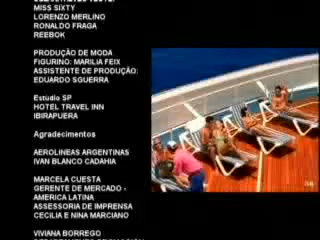 MISS SIXTY
LORENZO MERLINO
RONALDO FRAGA
REEBOK
PRODUÇÃO DE MODA
FIGURINO: MARILIA FEIX
ASSISTENTE DE PRODUÇÃO:
EDUARDO SGUERRA
Estúdio SP
HOTEL TRAVEL INN
IBIRAPUERA
Agradecimentos
AEROLINEAS ARGENTINAS
IVAN BLANCO CADAHIA
MARCELA CUESTA
GERENTE DE MERCADO -
AMERICA LATINA
ASSESSORIA DE IMPRENSA
CECILIA E NINA MARCIANO
VIVIANA BORREGO